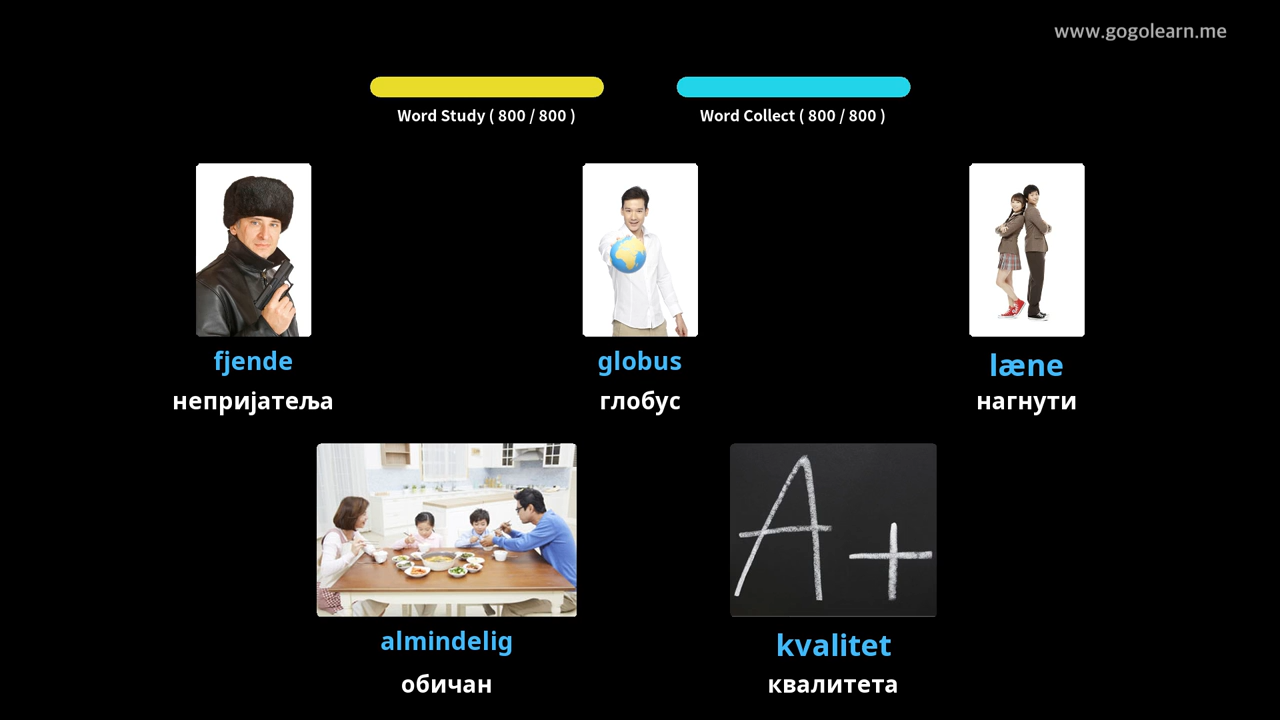 www.gogolearn.me
Word Study ( 800 / 800 )
Word Collect ( 800 / 800 )
fjende
globus
læne
непријатеља
глобус
нагнути
A+
almindelig
kvalitet
обичан
квалитета